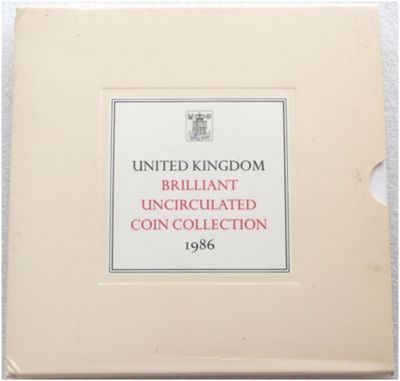 UNITED KINGDOM
BRILLIANT
UNCIRCULATED
COIN COLLECTION
1986